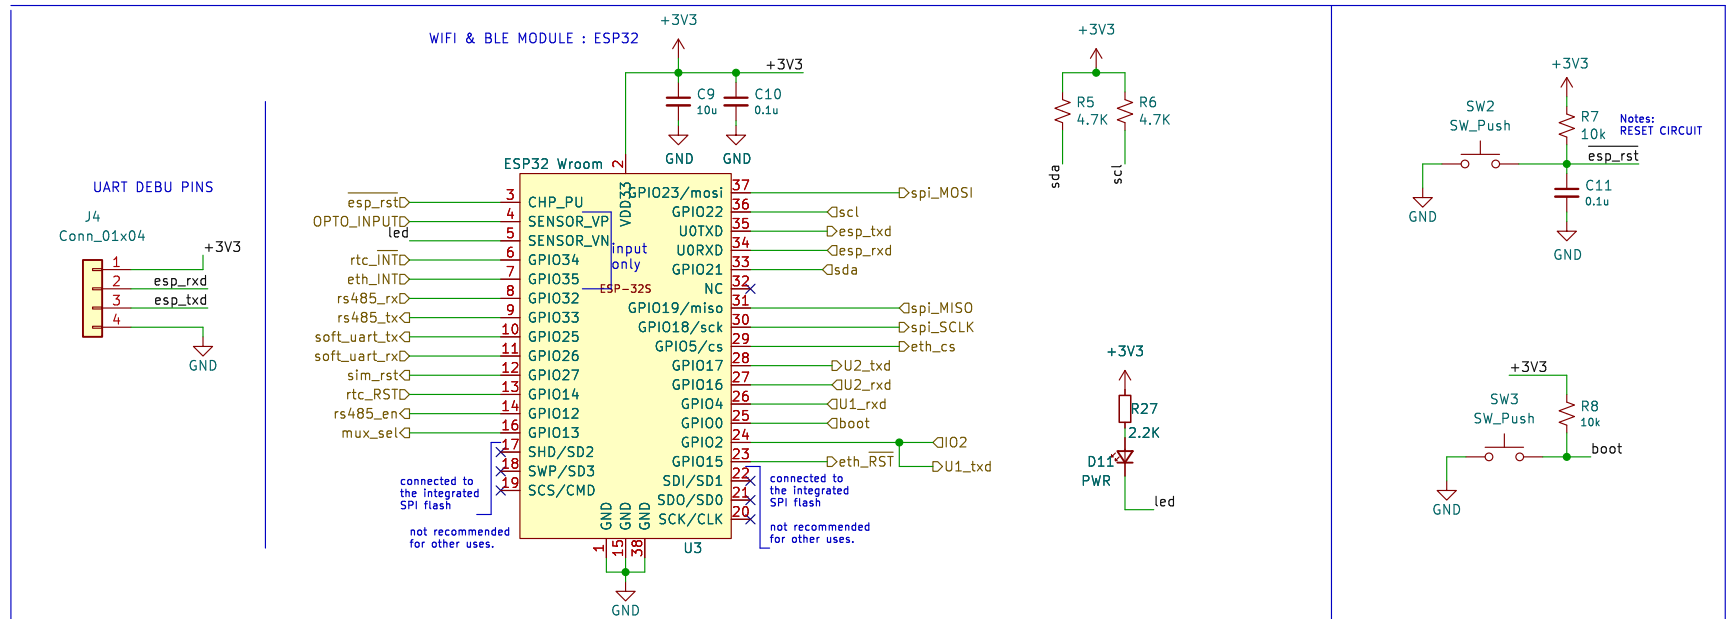 WIFI & BLE MODULE : ESP32
UART DEBU PINS
J4
Conn_01x04
+3V3
1
2
3
4
esp_rxd
esp_txd
GND
+3V3
+3V3
C9
10u
C10
0.1u
GND
GND
ESP32 Wroom
2
VDD33
esp_rst
OPTO_INPUT
led
rtc_INT
eth_INT
rs485_rx
rs485_tx
soft_uart_tx
soft_uart_rx
sim_rst
rtc_RST
rs485_en
mux_sel
3
4
5
6
7
8
9
10
11
12
13
14
16
17
18
19
CHP_PU
SENSOR_VP
SENSOR_VN
GPIO34
GPIO35
GPIO32
GPIO33
GPIO25
GPIO26
GPIO27
GPIO14
GPIO12
GPIO13
SHD/SD2
SWP/SD3
SCS/CMD
input
only
ESP-32S
GPIO23/mosi
GPIO22
U0TXD
U0RXD
GPIO21
NC
GPIO19/miso
GPIO18/sck
GPIO5/cs
GPIO17
GPIO16
GPIO4
GPIO0
GPIO2
GPIO15
SDI/SD1
SDO/SD0
SCK/CLK
37
36
35
34
33
32
31
30
29
28
27
26
25
24
23
22
21
20
spi_MOSI
scl
esp_txd
esp_rxd
sda
spi_MISO
spi_SCLK
eth_cs
U2_txd
U2_rxd
U1_rxd
boot
IO2
eth_RST
U1_txd
connected to
the integrated
SPI flash
not recommended
for other uses.
connected to
the integrated
SPI flash
not recommended
for other uses.
GND
GND
GND
1
15
38
U3
GND
+3V3
R5
4.7K
R6
4.7K
sda
scl
+3V3
R27
2.2K
D11
PWR
led
+3V3
SW2
SW_Push
R7
10k
Notes:
RESET CIRCUIT
esp_rst
C11
0.1u
GND
GND
+3V3
SW3
SW_Push
R8
10k
boot
GND